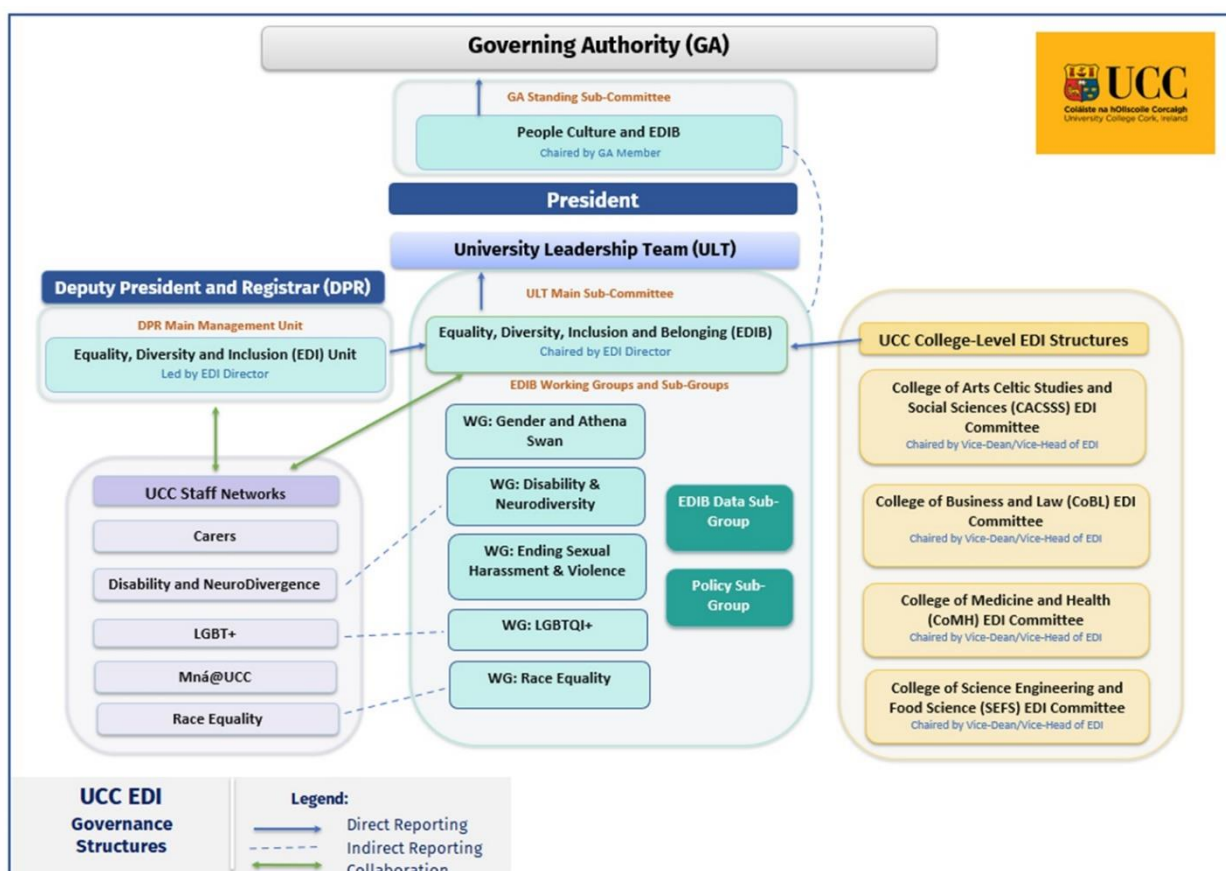 Governing Authority (GA)
UCC
Coláiste na hOllscoile Corcaigh
University College Cork, Ireland
GA Standing Sub-Committee
People Culture and EDIB
Chaired by GA Member
President
University Leadership Team (ULT)
Deputy President and Registrar (DPR)
DPR Main Management Unit
Equality, Diversity and Inclusion (EDI) Unit
Led by EDI Director
ULT Main Sub-Committee
Equality, Diversity, Inclusion and Belonging (EDIB)
Chaired by EDI Director
EDIB Working Groups and Sub-Groups
WG: Gender and Athena
Swan
WG: Disability &
Neurodiversity
WG: Ending Sexual
Harassment & Violence
WG: LGBTQI+
WG: Race Equality
EDIB Data Sub-
Group
Policy Sub-
Group
UCC Staff Networks
Carers
Disability and NeuroDivergence
LGBT+
Mná@UCC
Race Equality
UCC College-Level EDI Structures
College of Arts Celtic Studies and
Social Sciences (CACSSS) EDI
Committee
Chaired by Vice-Dean/Vice-Head of EDI
College of Business and Law (CoBL) EDI
Committee
Chaired by Vice-Dean/Vice-Head of EDI
College of Medicine and Health
(CoMH) EDI Committee
Chaired by Vice-Dean/Vice-Head of EDI
College of Science Engineering and
Food Science (SEFS) EDI Committee
Chaired by Vice-Dean/Vice-Head of EDI
UCC EDI
Governance
Structures
Legend:
Direct Reporting
Indirect Reporting
Collaboration